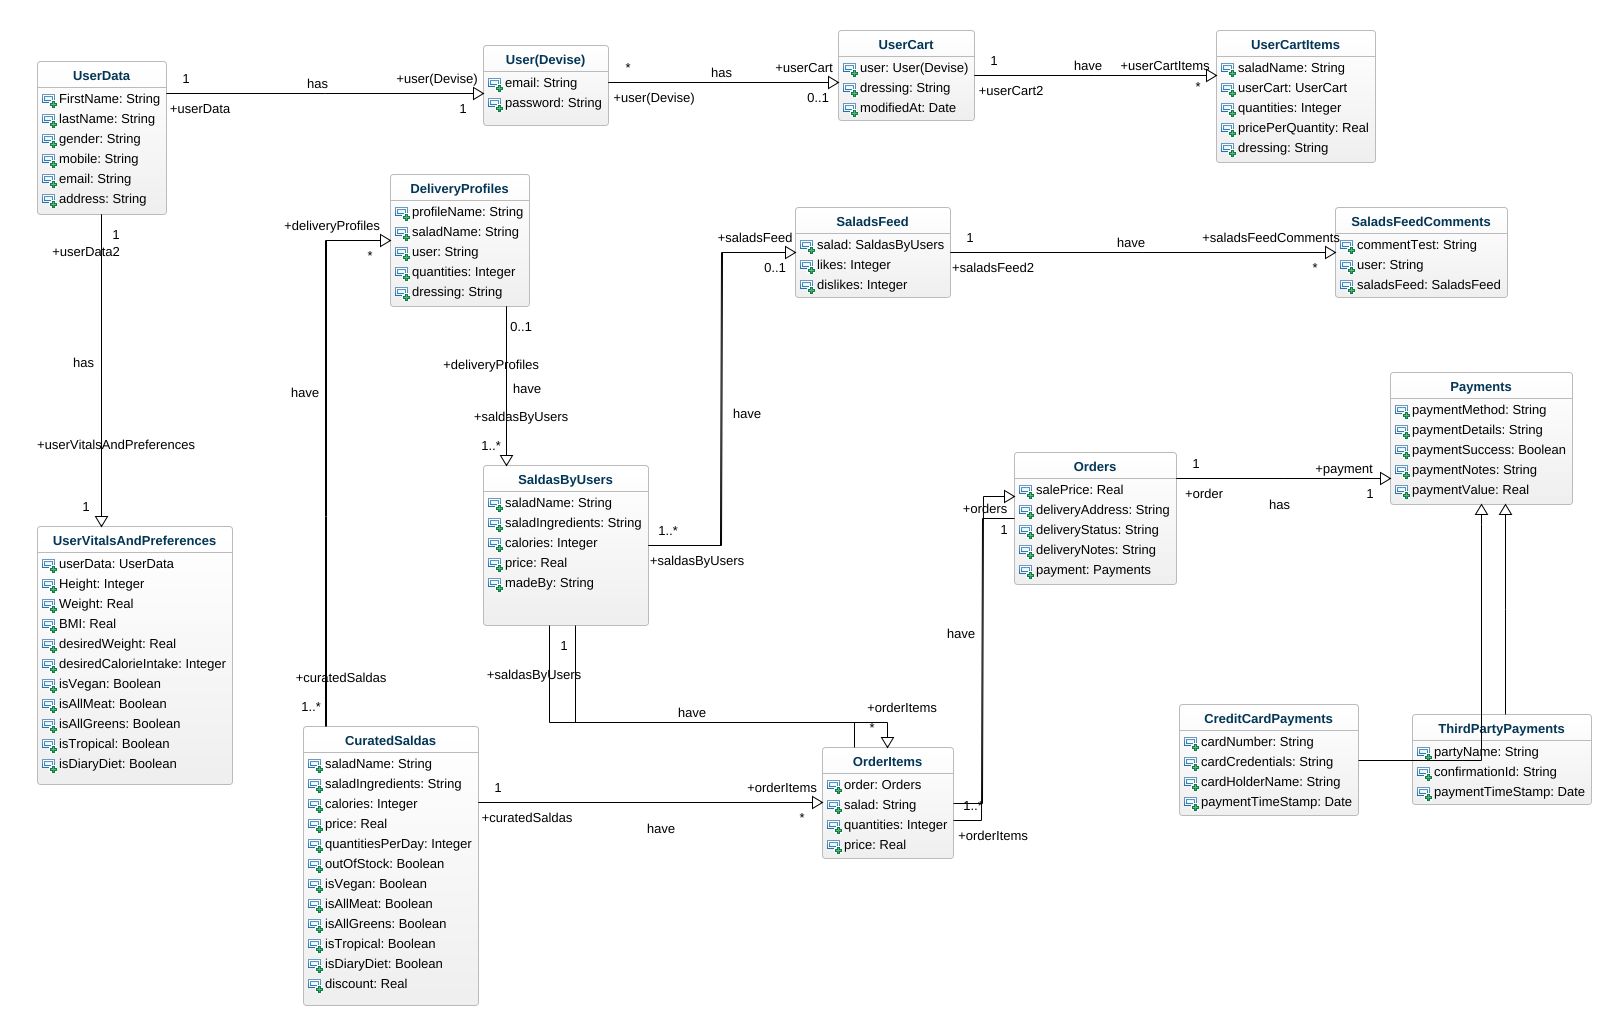 UserData
FirstName: String
lastName: String
gender: String
mobile: String
email: String
address: String
1
has
+user(Devise)
+userData
1
User(Devise)
email: String
password: String
*
has
+userCart
+user(Devise)
0..1
UserCart
user: User(Devise)
dressing: String
modifiedAt: Date
1
have
+userCartItems
+userCart2
*
UserCartItems
saladName: String
userCart: UserCart
quantities: Integer
pricePerQuantity: Real
dressing: String
1
+userData2
has
+userVitalsAndPreferences
1
UserVitalsAndPreferences
userData: UserData
Height: Integer
Weight: Real
BMI: Real
desiredWeight: Real
desiredCalorieIntake: Integer
isVegan: Boolean
isAllMeat: Boolean
isAllGreens: Boolean
isTropical: Boolean
isDiaryDiet: Boolean
DeliveryProfiles
profileName: String
saladName: String
user: String
quantities: Integer
dressing: String
+deliveryProfiles
*
have
+curatedSaldas
1..*
0..1
+deliveryProfiles
have
+saldasByUsers
1..*
SaldasByUsers
saladName: String
saladIngredients: String
calories: Integer
price: Real
madeBy: String
1..*
+saldasByUsers
have
+saladsFeed
0..1
SaladsFeed
salad: SaldasByUsers
likes: Integer
dislikes: Integer
1
have
+saladsFeedComments
+saladsFeed2
*
SaladsFeedComments
commentTest: String
user: String
saladsFeed: SaladsFeed
1
+saldasByUsers
have
+orderItems
*
CuratedSaldas
saladName: String
saladIngredients: String
calories: Integer
price: Real
quantitiesPerDay: Integer
outOfStock: Boolean
isVegan: Boolean
isAllMeat: Boolean
isAllGreens: Boolean
isTropical: Boolean
isDiaryDiet: Boolean
discount: Real
1
+orderItems
+curatedSaldas
*
have
OrderItems
order: Orders
salad: String
quantities: Integer
price: Real
1..*
+orderItems
have
+orders
1
Orders
salePrice: Real
deliveryAddress: String
deliveryStatus: String
deliveryNotes: String
payment: Payments
1
+payment
+order
1
has
Payments
paymentMethod: String
paymentDetails: String
paymentSuccess: Boolean
paymentNotes: String
paymentValue: Real
CreditCardPayments
cardNumber: String
cardCredentials: String
cardHolderName: String
paymentTimeStamp: Date
ThirdPartyPayments
partyName: String
confirmationId: String
paymentTimeStamp: Date